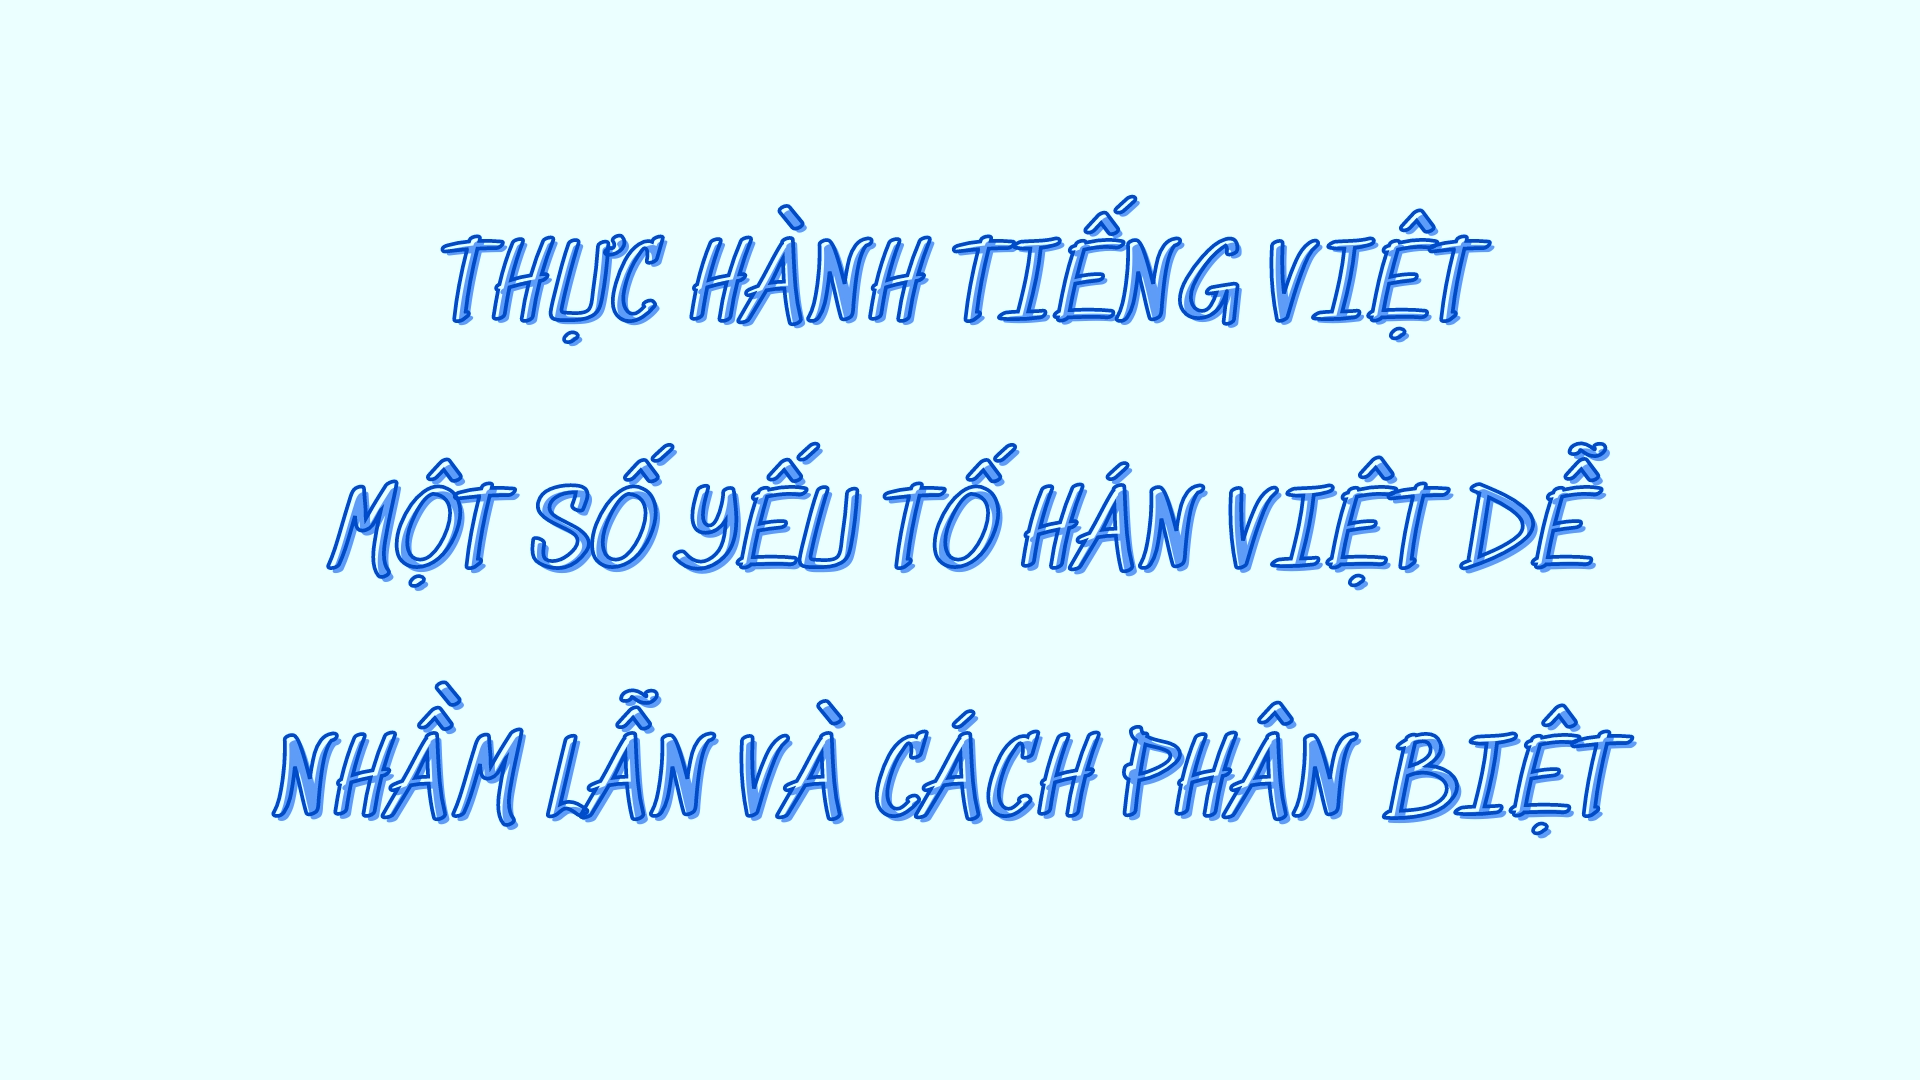 THỰC HÀNH TIẾNG VIỆT
MỘT SỐ YẾU TỐ HÁN VIỆT DỄ
NHẦM LẪN VÀ CÁCH PHÂN BIỆT